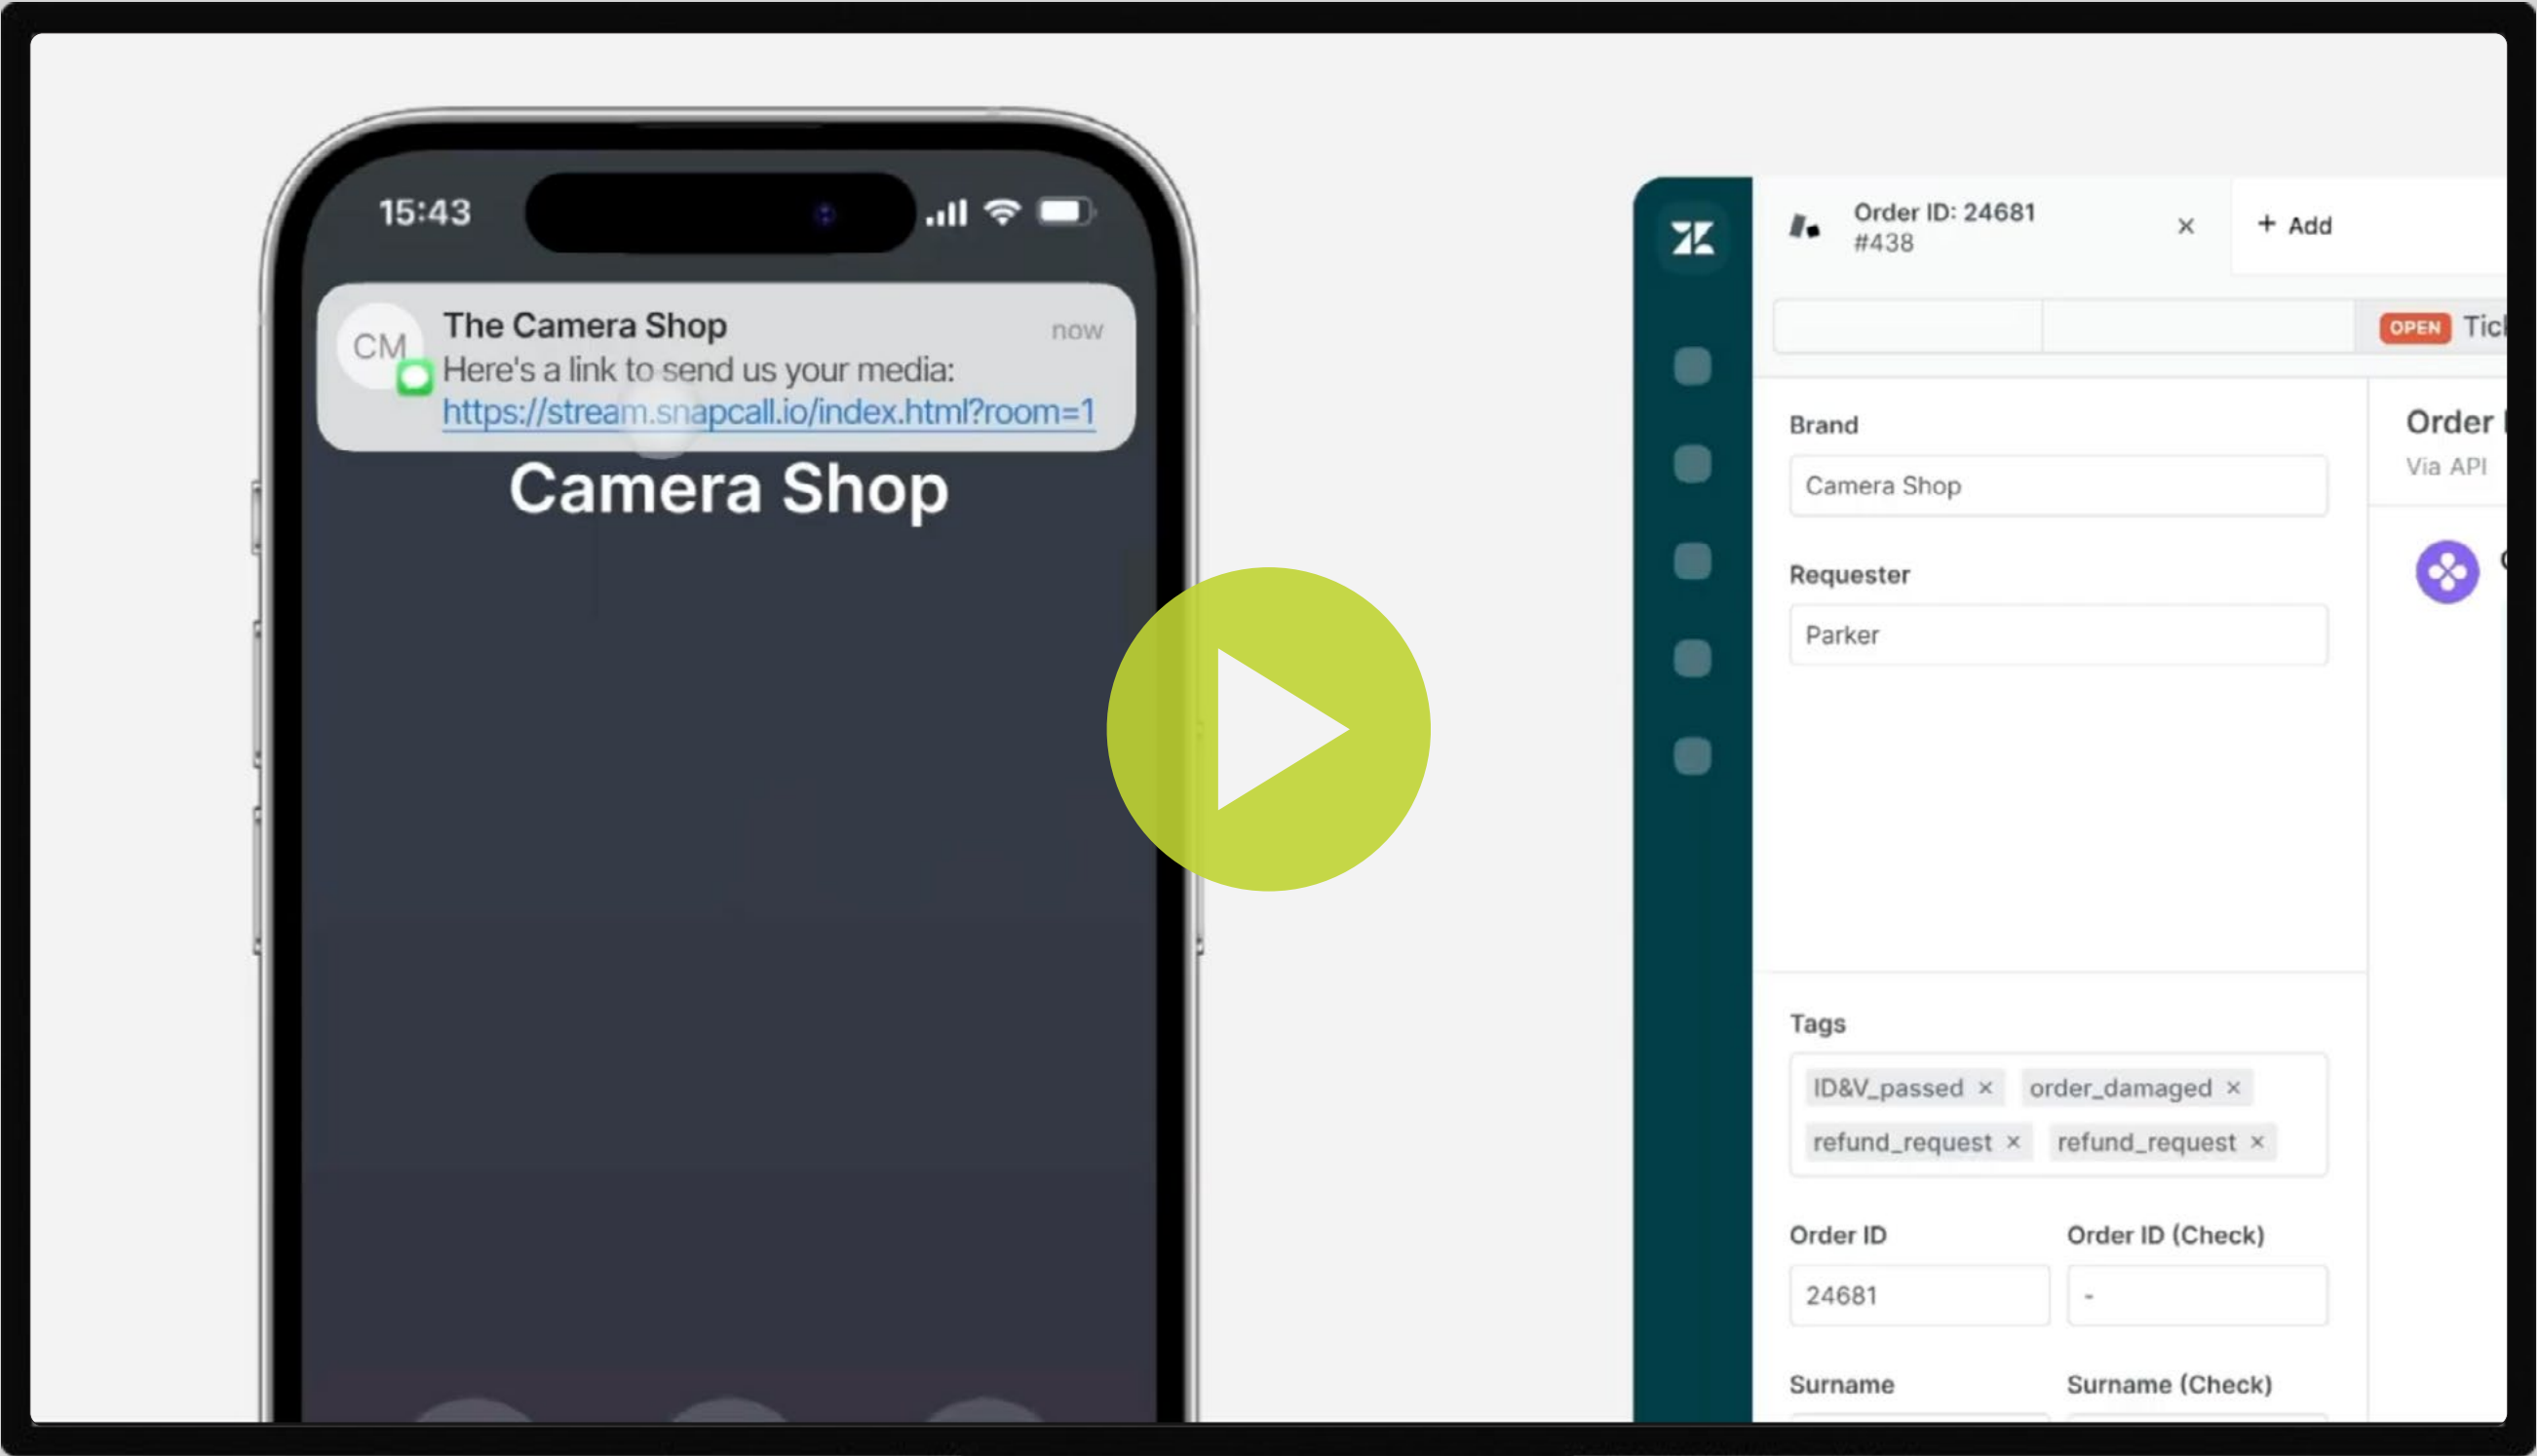 15:43
CM
The Camera Shop
now
Here's a link to send us your media:
https://stream.snapcall.io/index.html?room=1
Camera Shop
Order ID: 24681
#438
+ Add
OPEN
Brand
Camera Shop
Requester
Parker
Order
Via API
Tags
ID&V_passed × order_damaged ×
refund_request × refund_request ×
Order ID
Order ID (Check)
24681
-
Surname
Surname (Check)